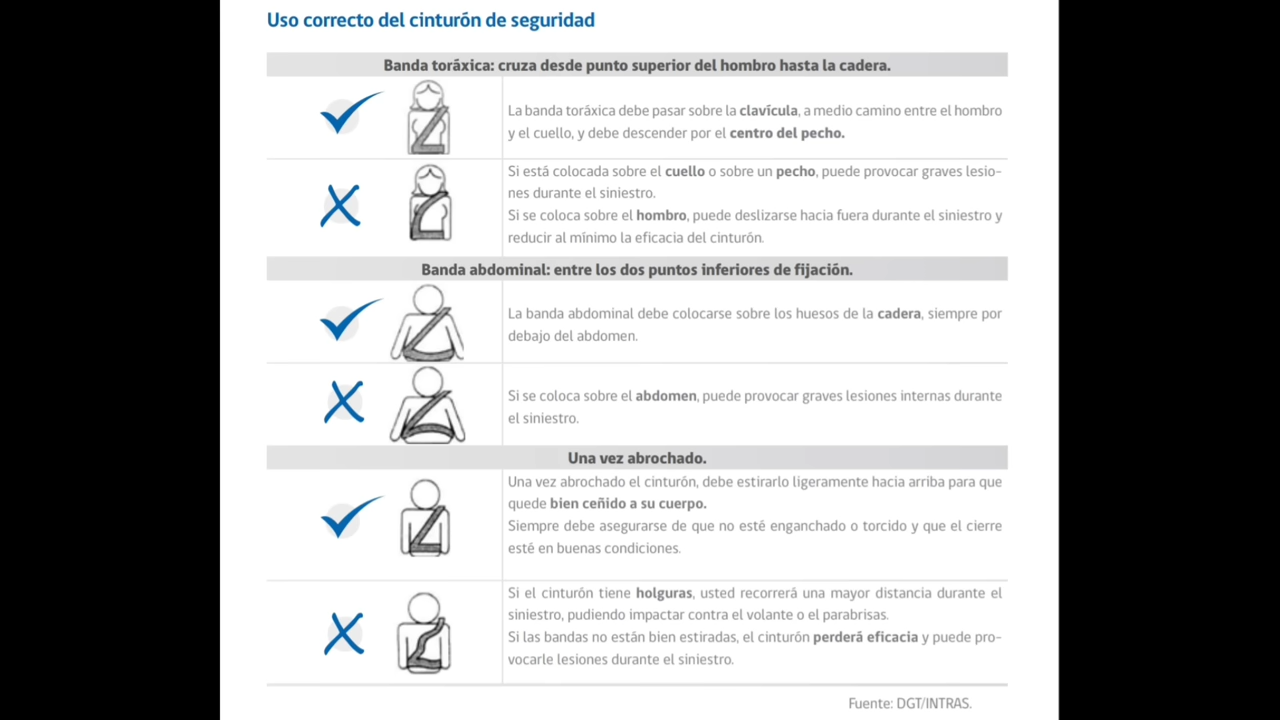 Uso correcto del cinturón de seguridad
Banda toráxica: cruza desde punto superior del hombro hasta la cadera.
La banda toráxica debe pasar sobre la clavícula, a medio camino entre el hombro
y el cuello, y debe descender por el centro del pecho.
Si está colocada sobre el cuello o sobre un pecho, puede provocar graves lesio-
nes durante el siniestro.
Si se coloca sobre el hombro, puede deslizarse hacia fuera durante el siniestro y
reducir al mínimo la eficacia del cinturón.
Banda abdominal: entre los dos puntos inferiores de fijación.
La banda abdominal debe colocarse sobre los huesos de la cadera, siempre por
debajo del abdomen.
Si se coloca sobre el abdomen, puede provocar graves lesiones internas durante
el siniestro.
Una vez abrochado.
Una vez abrochado el cinturón, debe estirarlo ligeramente hacia arriba para que
quede bien ceñido a su cuerpo.
Siempre debe asegurarse de que no esté enganchado o torcido y que el cierre
esté en buenas condiciones.
Si el cinturón tiene holguras, usted recorrerá una mayor distancia durante el
siniestro, pudiendo impactar contra el volante o el parabrisas.
Si las bandas no están bien estiradas, el cinturón perderá eficacia y puede pro-
vocarle lesiones durante el siniestro.
Fuente: DGT/INTRAS.